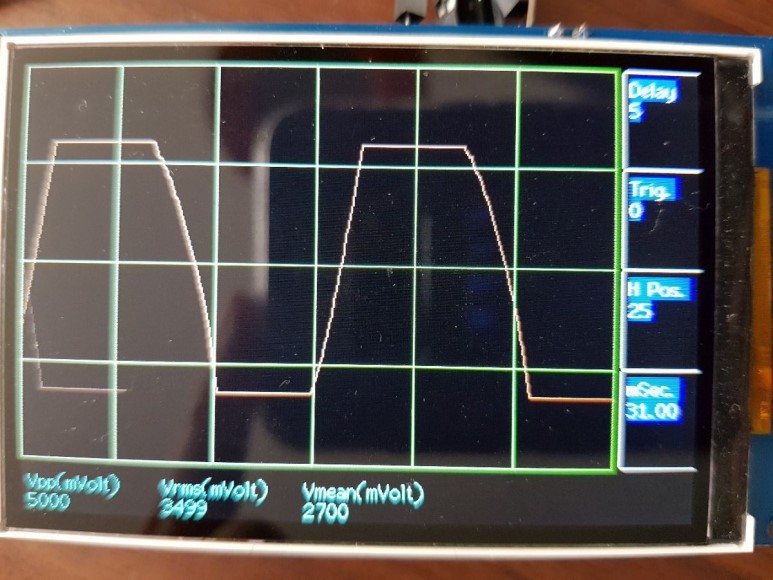 Delay
5
Trig.
0
H Pos.
25
mSec.
31.00
Vpp(mVolt)
5000
Vrms(mVolt)
3499
Vmean(mVolt)
2700